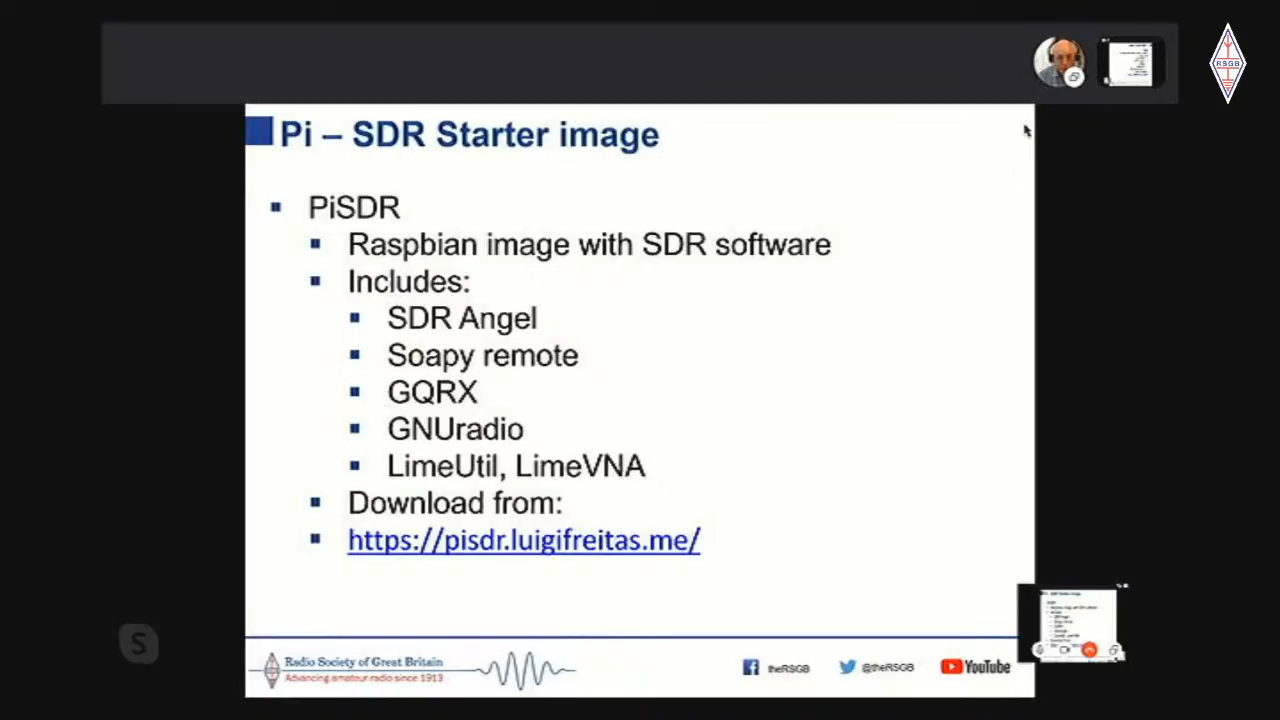 RSGB
Pi – SDR Starter image
PiSDR
Raspbian image with SDR software
Includes:
SDR Angel
Soapy remote
GQRX
GNUradio
LimeUtil, LimeVNA
Download from:
https://pisdr.luigifreitas.me/
S
Radio Society of Great Britain
Advancing amateur radio since 1913
theRSGB
@theRSGB
YouTube